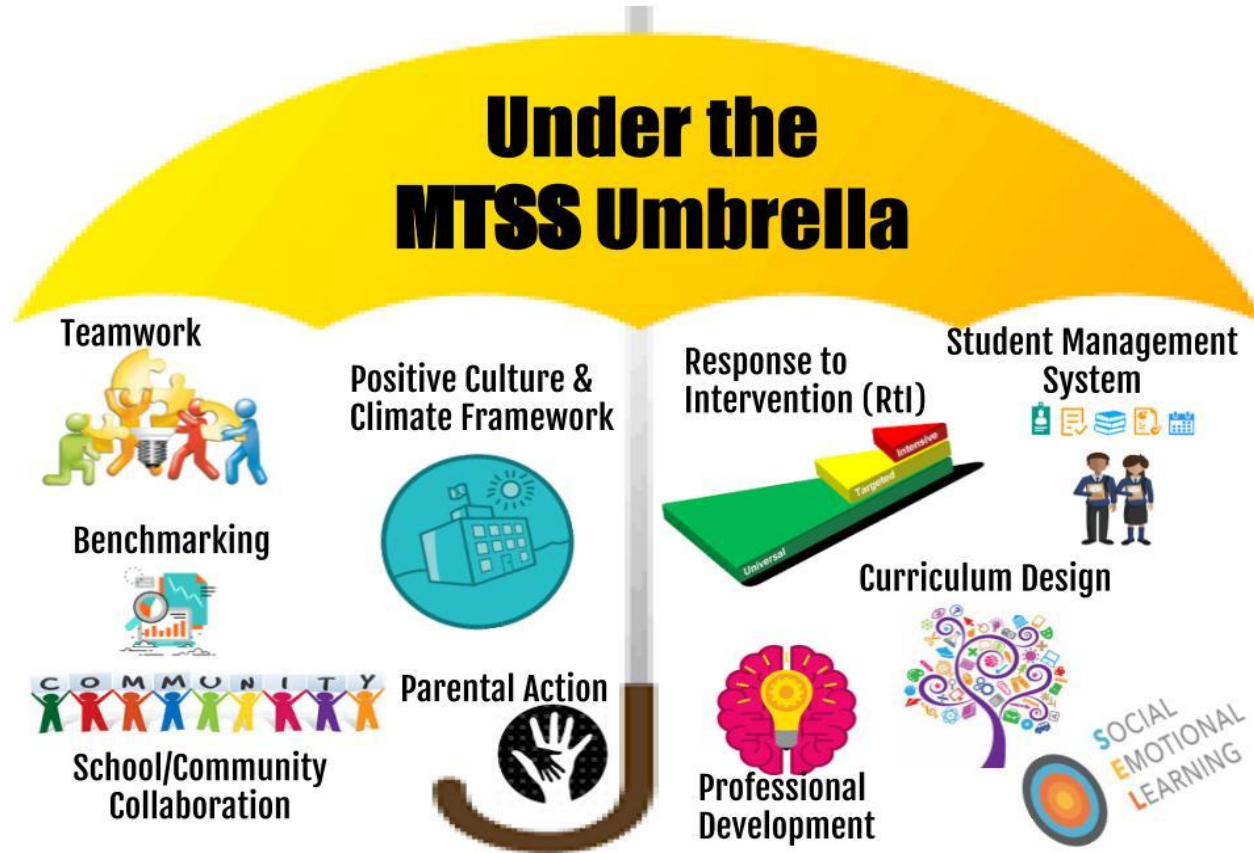 Under the
MTSS Umbrella
Teamwork
Positive Culture &
Climate Framework
Response to
Intervention (RtI)
Intensive
Targeted
Universal
Student Management
System
Benchmarking
Curriculum Design
COMMUNITY
School/Community
Collaboration
Parental Action
Professional
Development
SOCIAL
EMOTIONAL
LEARNING